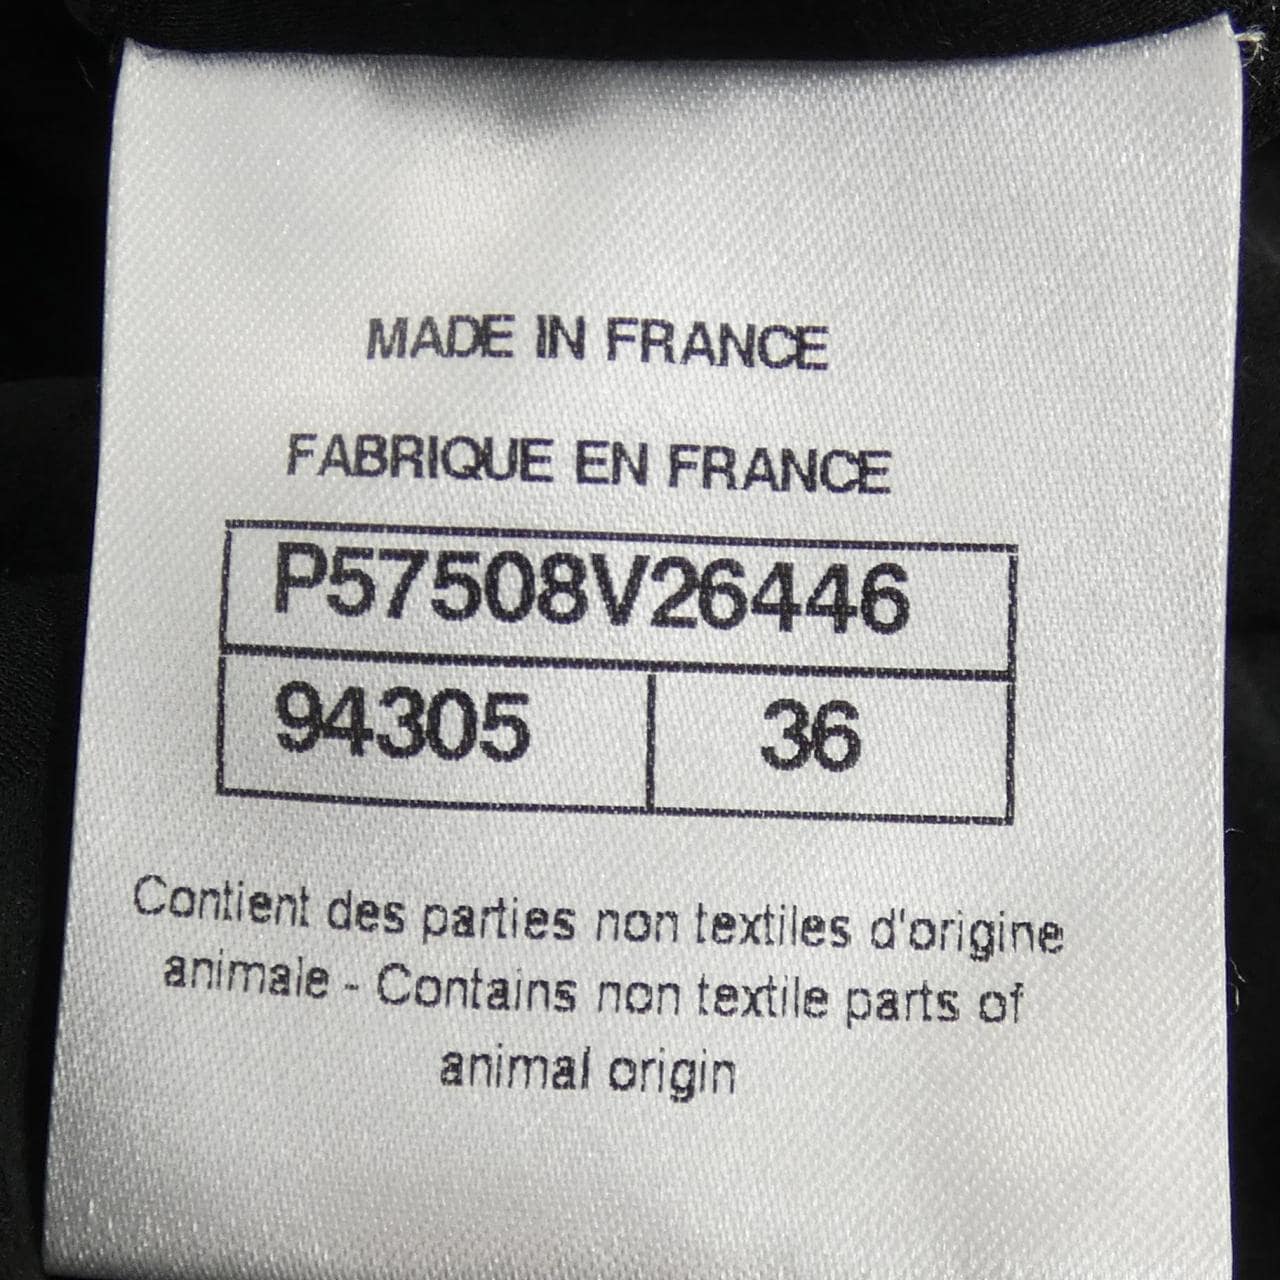 MADE IN FRANCE
FABRIQUE EN FRANCE
P57508V26446
94305 36
Contient des parties non textiles d'origine
animale - Contains non textile parts of
animal origin